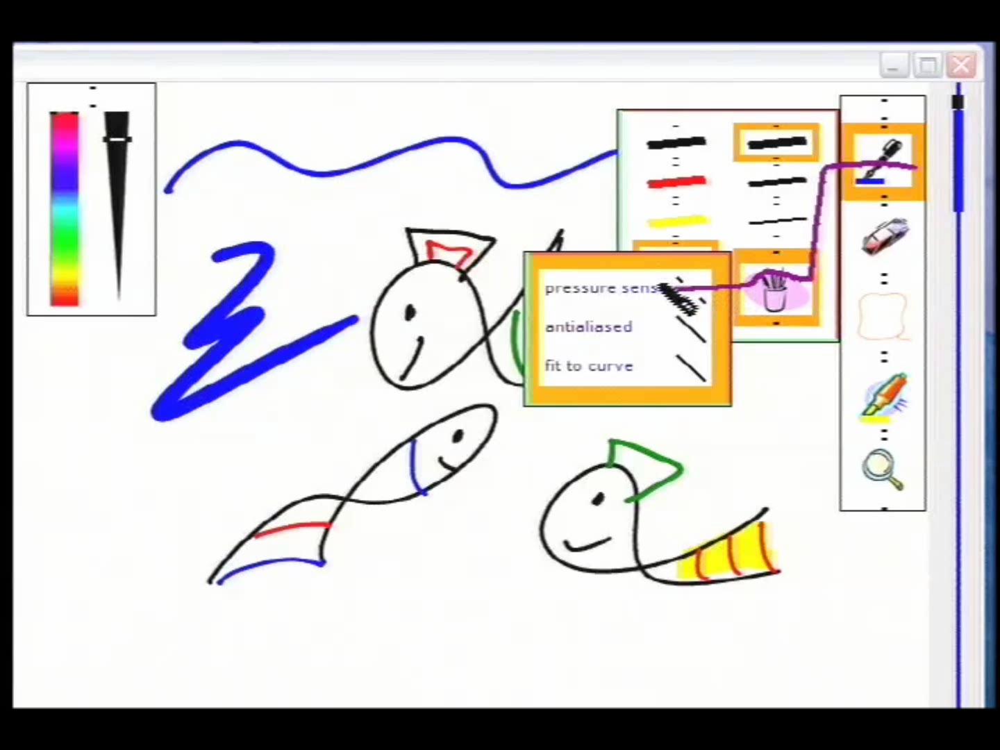 pressure sens
antialiased
fit to curve